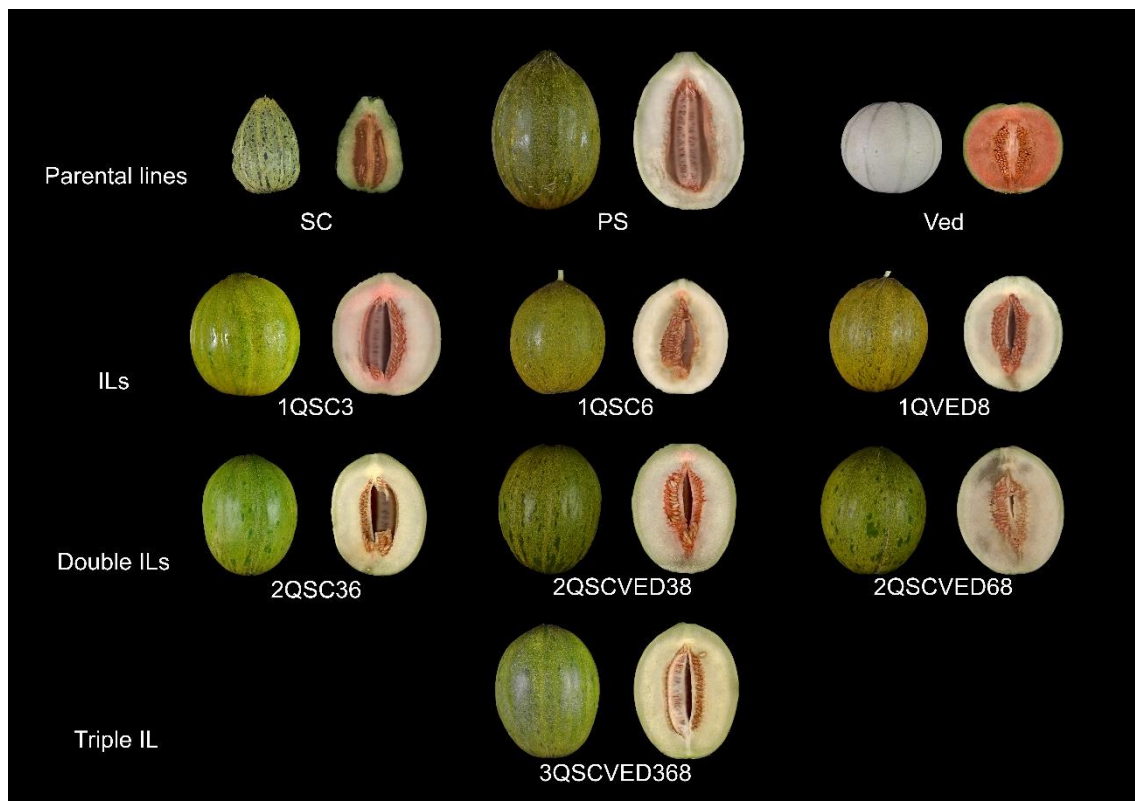 Parental lines
SC
PS
Ved
ILs
1QSC3
1QSC6
1QVED8
Double ILs
2QSC36
2QSCVED38
2QSCVED68
Triple IL
3QSCVED368